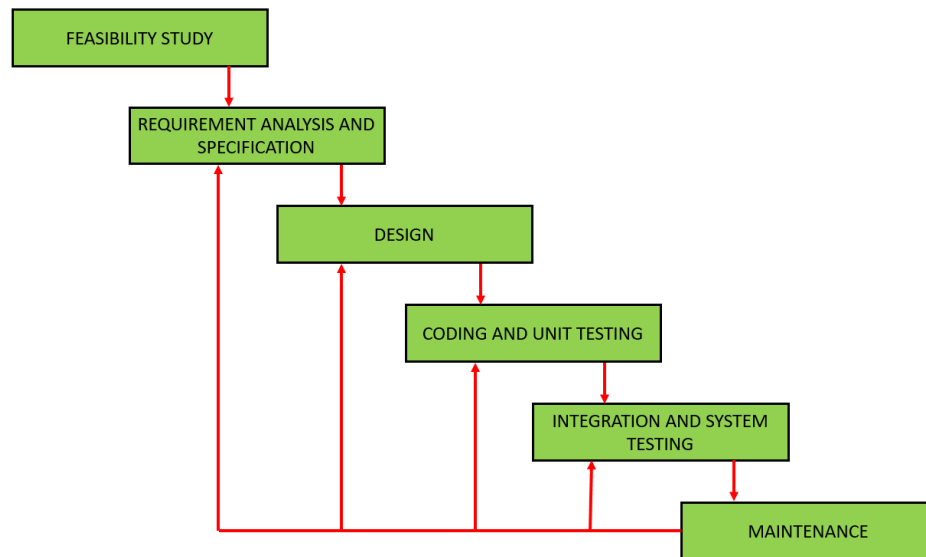 FEASIBILITY STUDY
REQUIREMENT ANALYSIS AND
SPECIFICATION
DESIGN
CODING AND UNIT TESTING
INTEGRATION AND SYSTEM
TESTING
MAINTENANCE